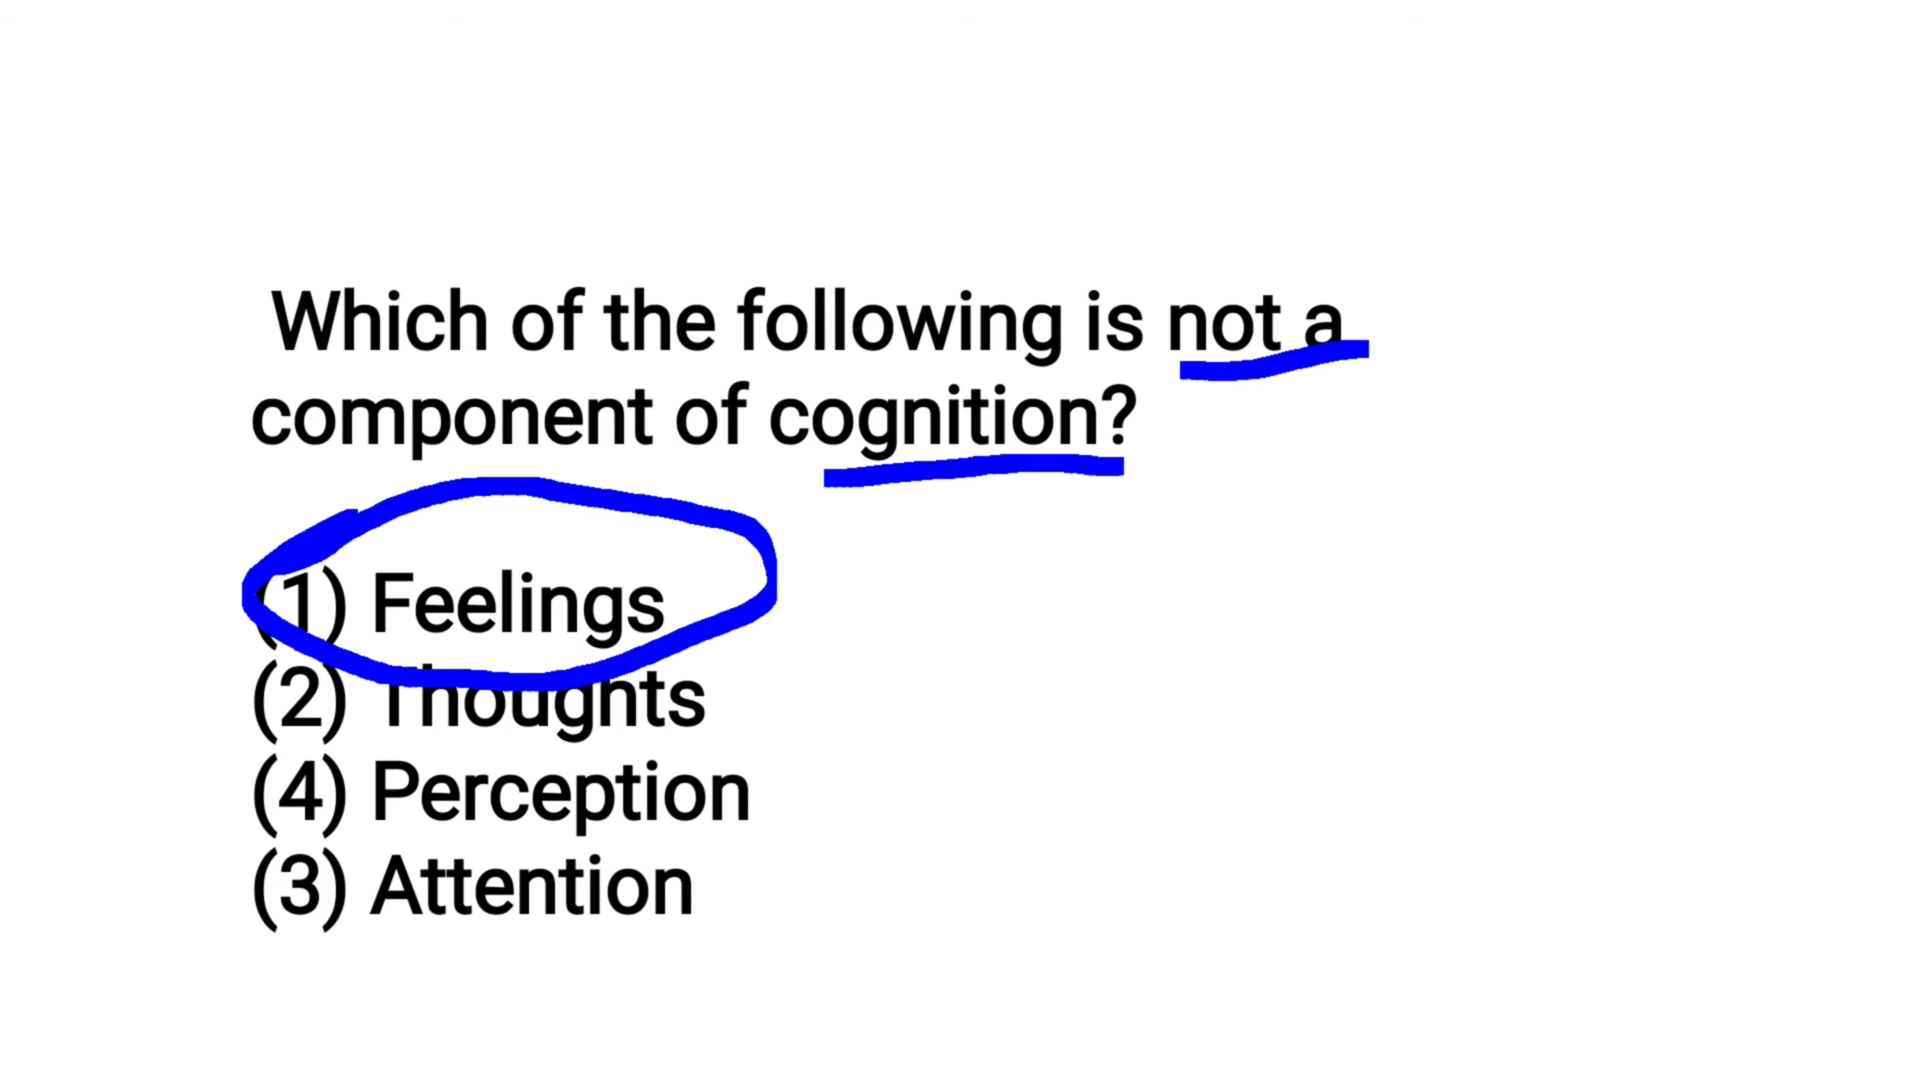 Which of the following is not a
component of cognition?
(1) Feelings
(2) Thoughts
(4) Perception
(3) Attention